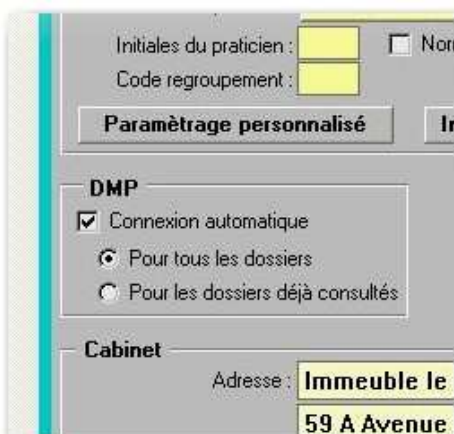 Initiales du praticien :
Code regroupement :
Paramètrage personnalisé
DMP
Connexion automatique
Pour tous les dossiers
Pour les dossiers déjà consultés
Cabinet
Adresse : Immeuble le
59 A Avenue